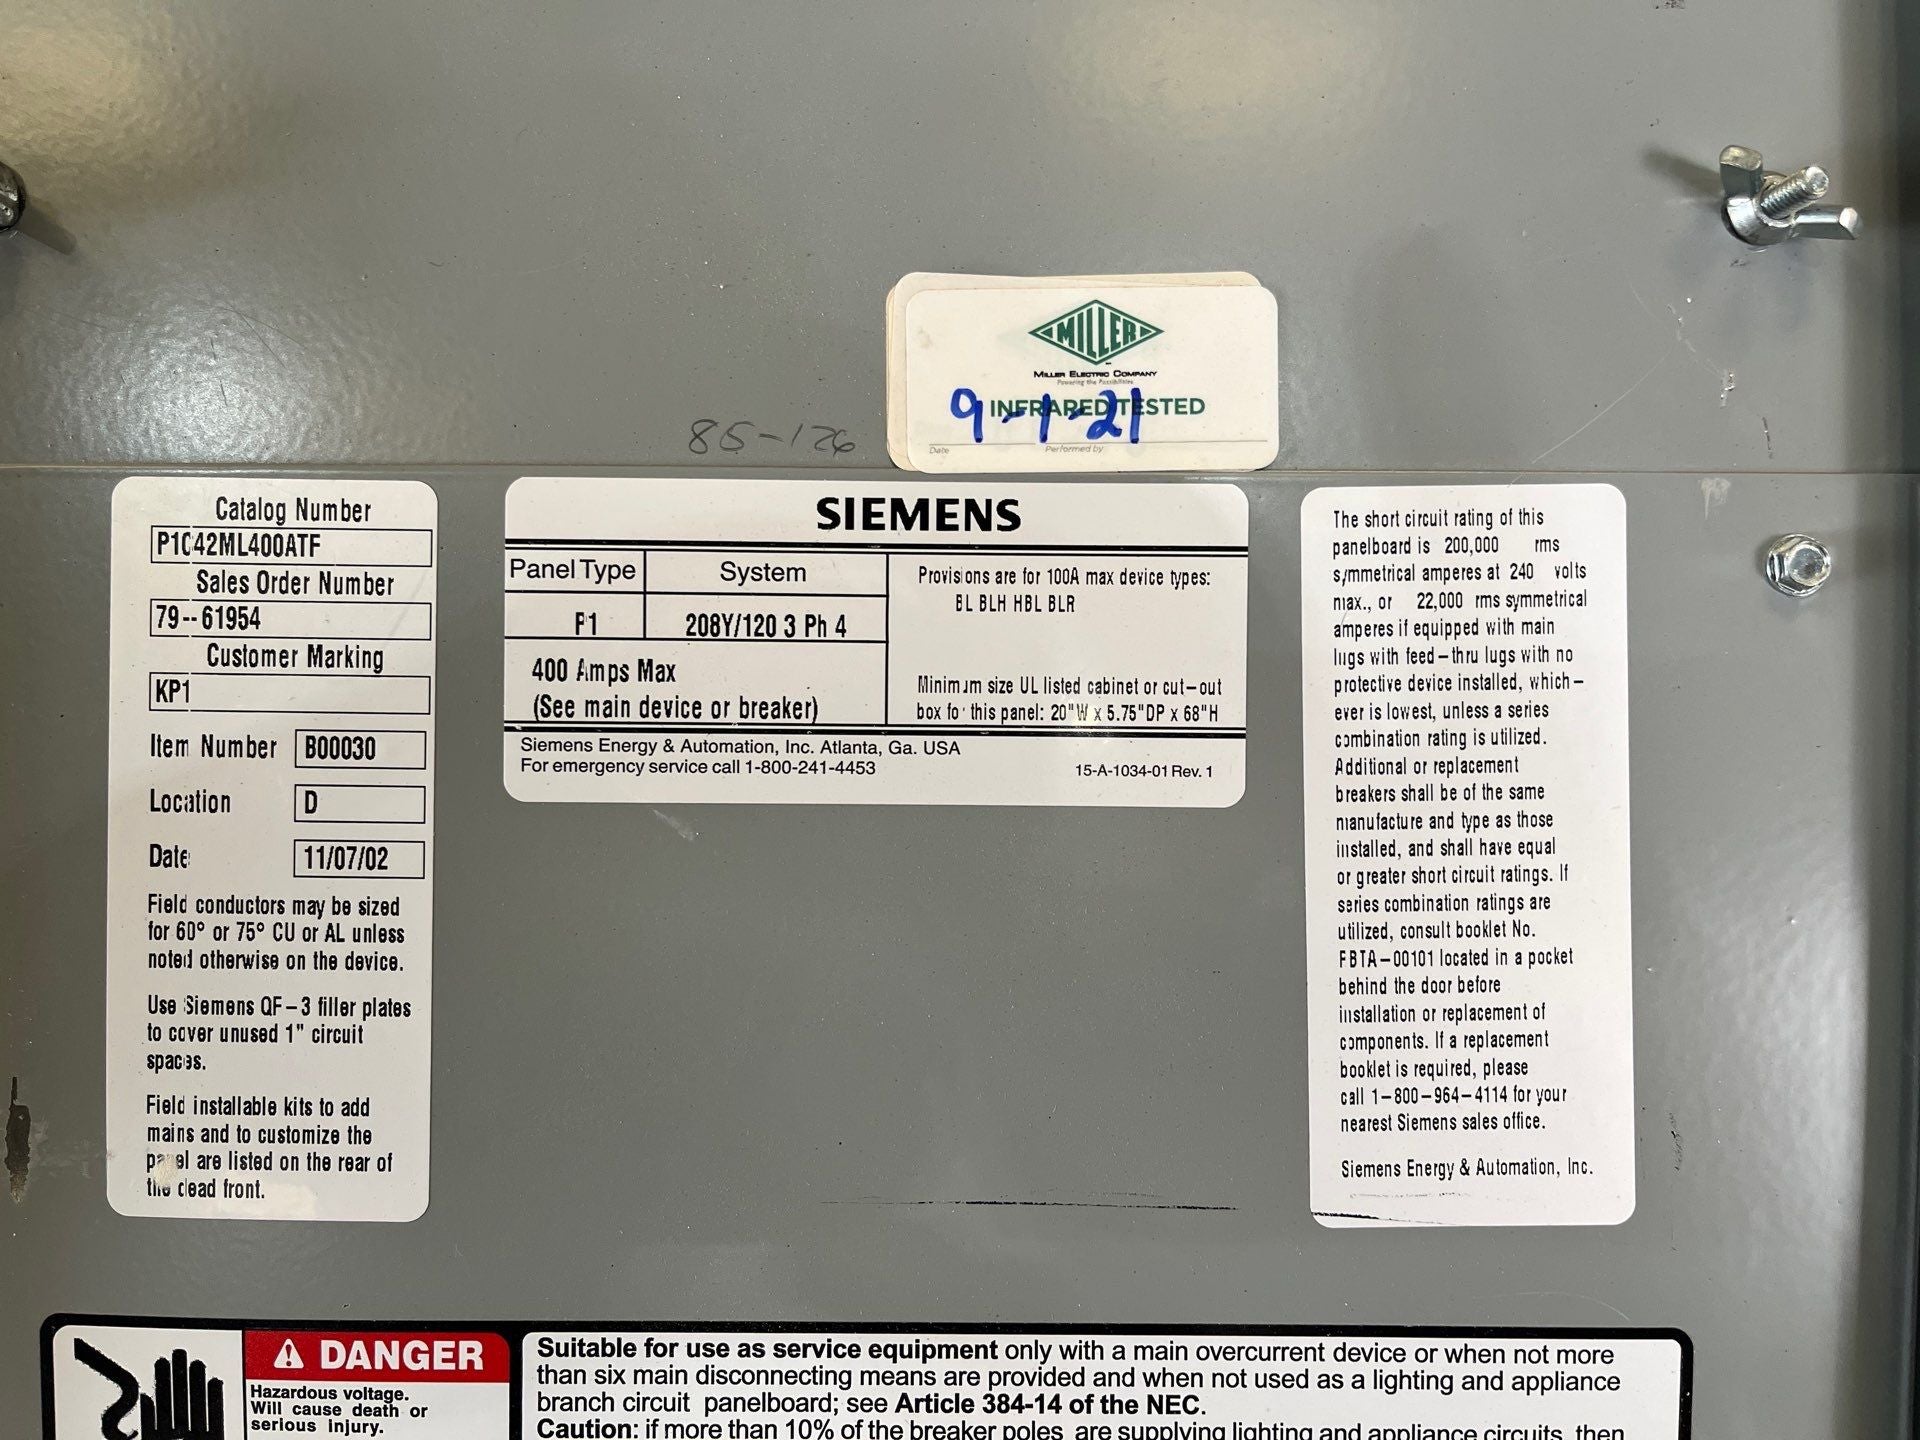 MILLER
MILLER ELECTRIC COMPANY
Powering the Possibilities
INFRARED TESTED
9-1-21
Date
Performed by
85-126
Catalog Number
P1C42ML400ATF
Sales Order Number
79--61954
Customer Marking
KP1
Item Number B00030
Location D
Date 11/07/02
Field conductors may be sized
for 60° or 75° CU or AL unless
noted otherwise on the device.
Use Siemens QF-3 filler plates
to cover unused 1" circuit
spaces.
Field installable kits to add
mains and to customize the
panel are listed on the rear of
the dead front.
SIEMENS
Panel Type System
P1 208Y/120 3 Ph 4
400 Amps Max
(See main device or breaker)
Provisions are for 100A max device types:
BL BLH HBL BLR
Minimum size UL listed cabinet or cut-out
box for this panel: 20"W x 5.75"DP x 68"H
Siemens Energy & Automation, Inc. Atlanta, Ga. USA
For emergency service call 1-800-241-4453
15-A-1034-01 Rev. 1
The short circuit rating of this
panelboard is 200,000 rms
symmetrical amperes at 240 volts
max., or 22,000 rms symmetrical
amperes if equipped with main
lugs with feed-thru lugs with no
protective device installed, which-
ever is lowest, unless a series
combination rating is utilized.
Additional or replacement
breakers shall be of the same
manufacture and type as those
installed, and shall have equal
or greater short circuit ratings. If
series combination ratings are
utilized, consult booklet No.
FBTA-00101 located in a pocket
behind the door before
installation or replacement of
components. If a replacement
booklet is required, please
call 1-800-964-4114 for your
nearest Siemens sales office.
Siemens Energy & Automation, Inc.
DANGER
Hazardous voltage.
Will cause death or
serious injury.
Suitable for use as service equipment only with a main overcurrent device or when not more
than six main disconnecting means are provided and when not used as a lighting and appliance
branch circuit panelboard; see Article 384-14 of the NEC.
Caution: if more than 10% of the breaker poles are supplying lighting and appliance circuits, then